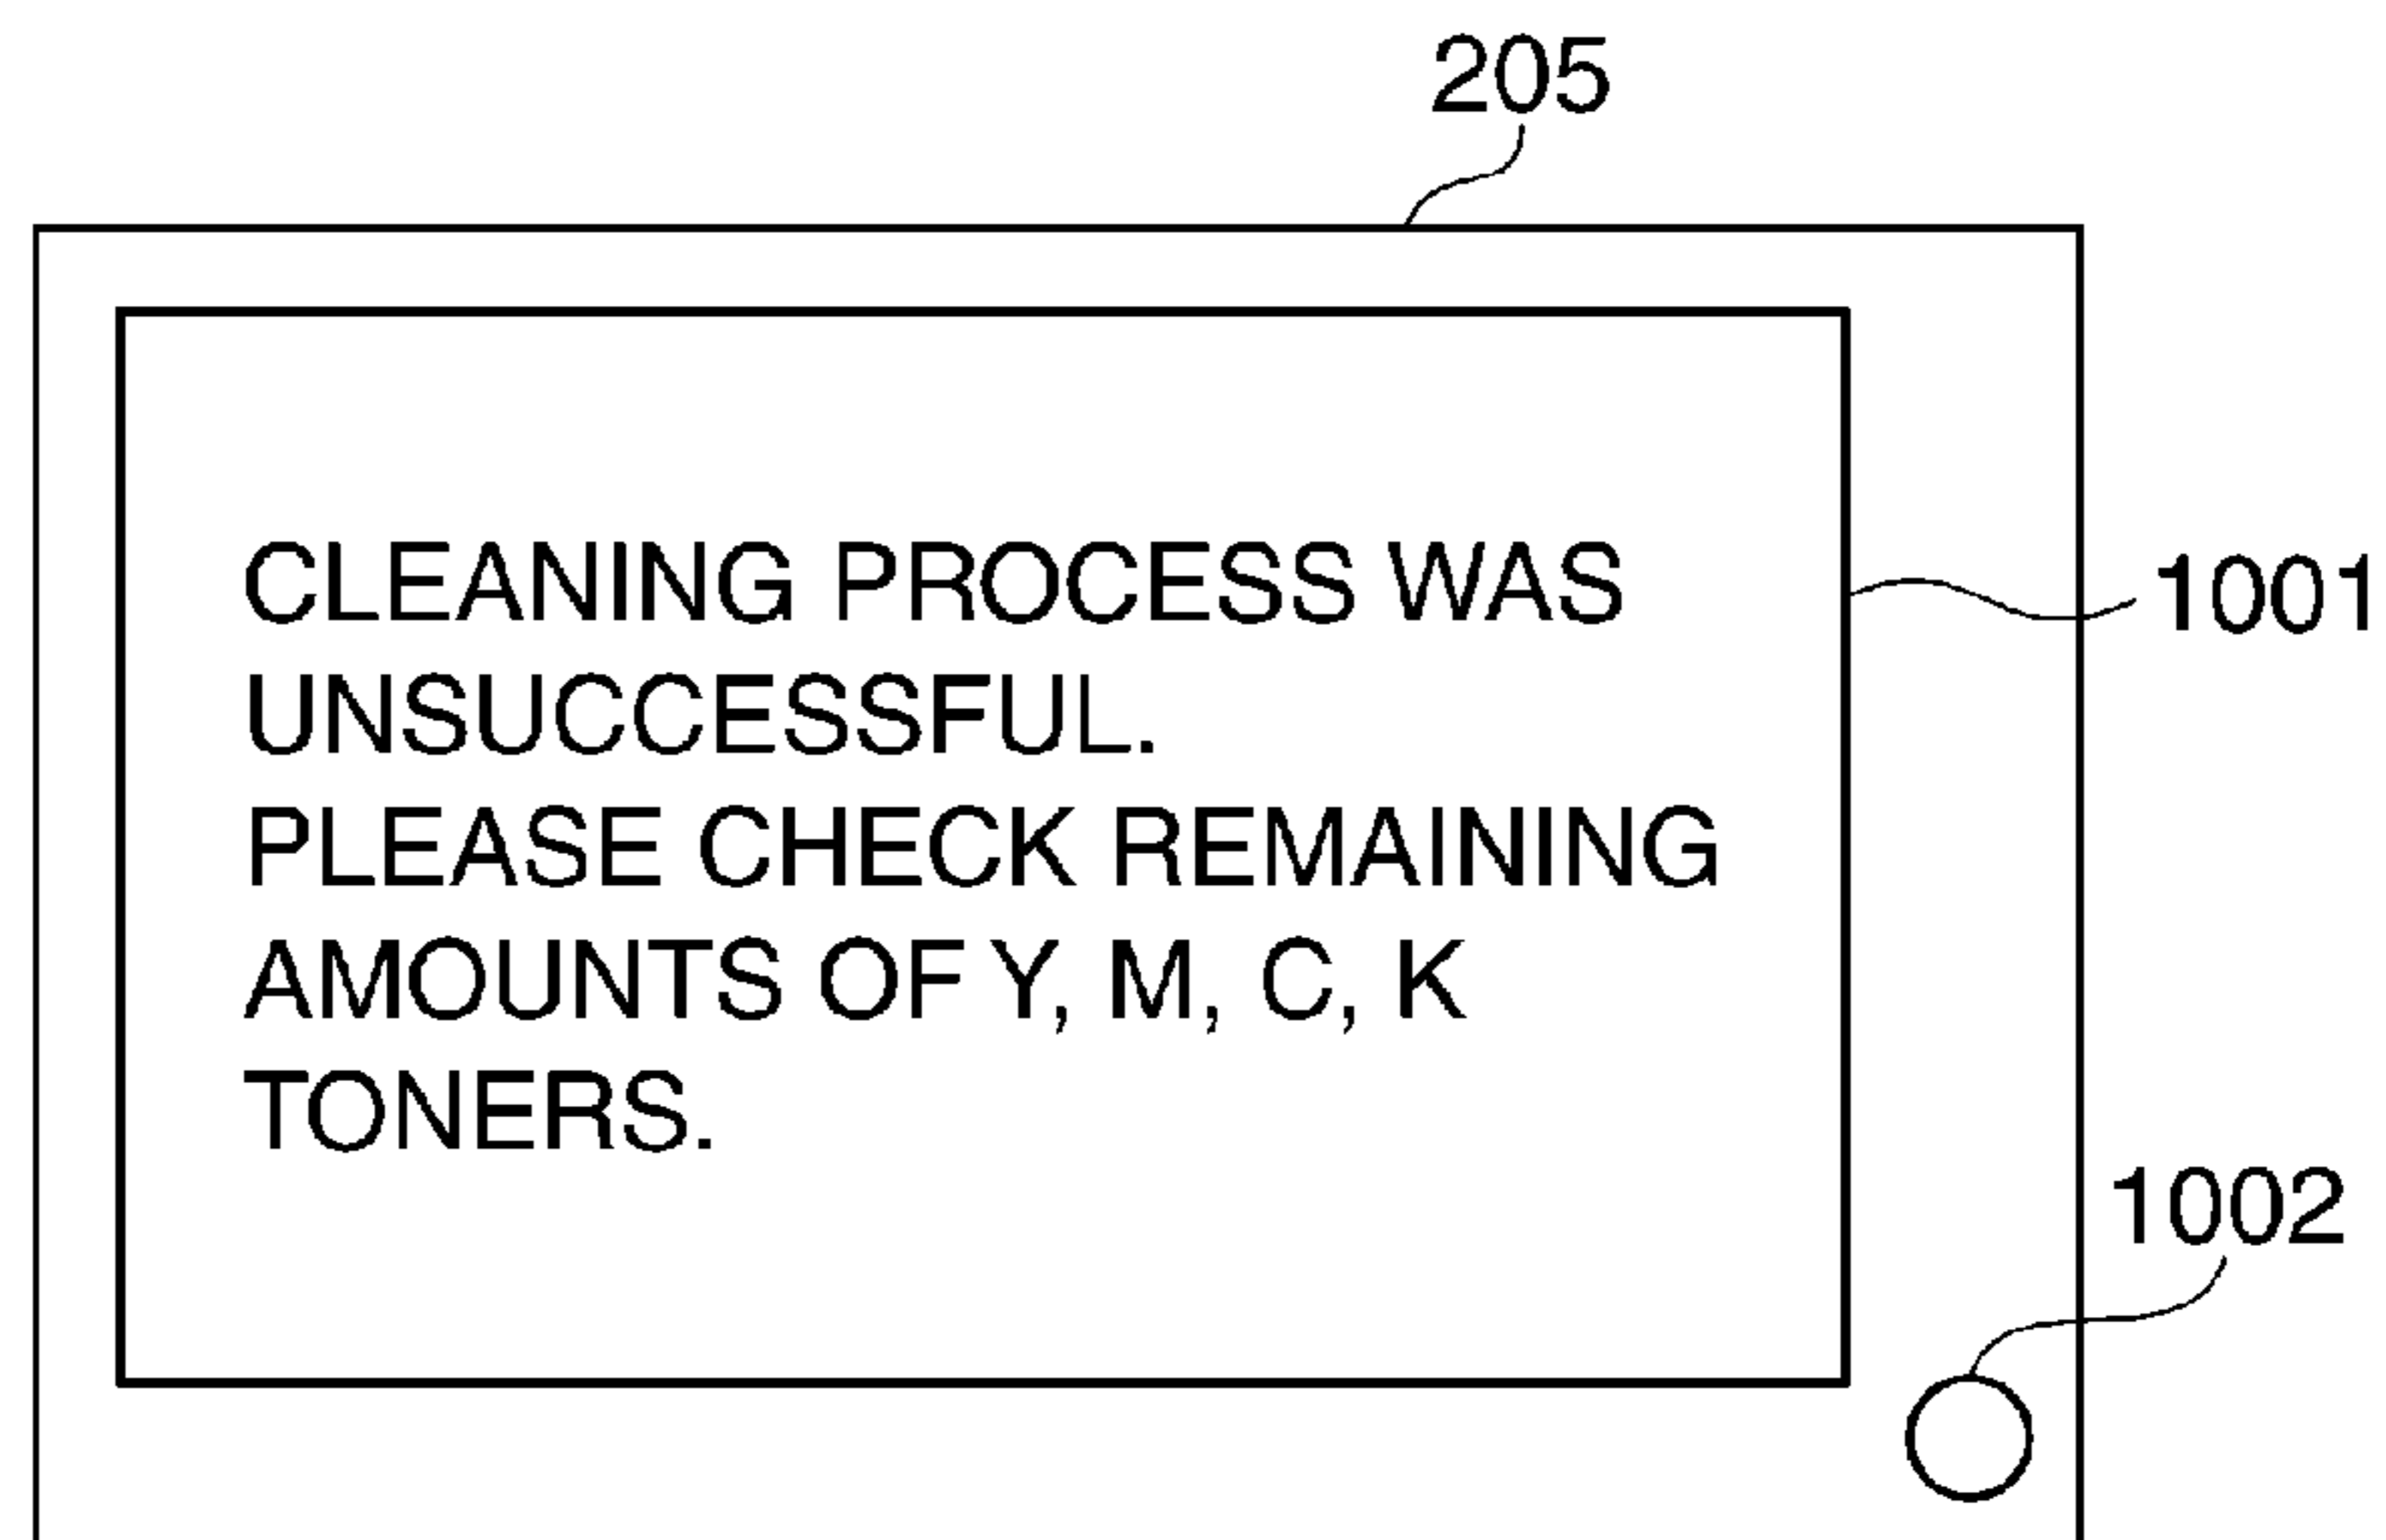 205
CLEANING PROCESS WAS
1001
UNSUCCESSFUL.
PLEASE CHECK REMAINING
AMOUNTS OF Y, M, C, K
TONERS.
1002